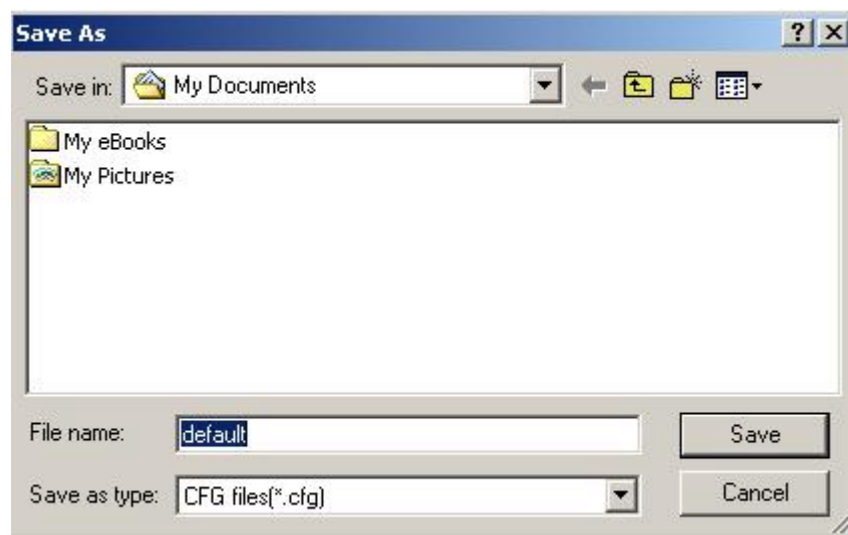 Save As
Save in: My Documents
My eBooks
My Pictures
File name: default Save
Save as type: CFG files(*.cfg) Cancel